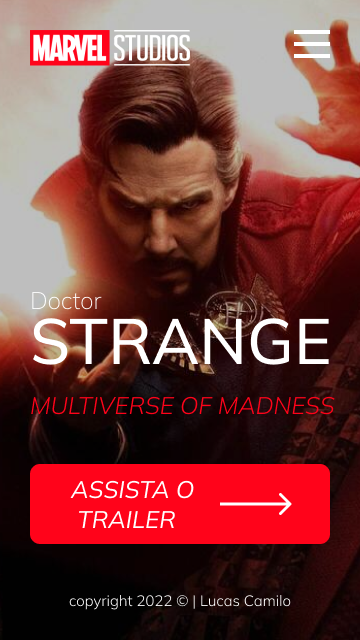 MARVEL STUDIOS
Doctor
STRANGE
MULTIVERSE OF MADNESS
ASSISTA O
TRAILER
copyright 2022 © | Lucas Camilo